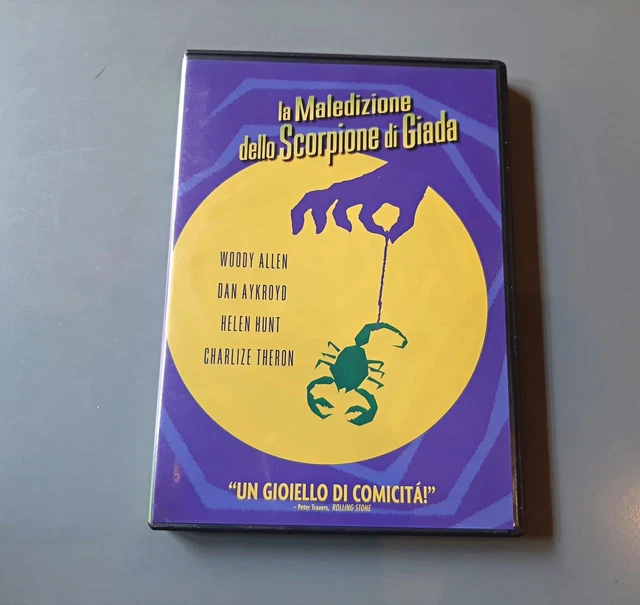 la Maledizione
dello Scorpione di Giada
WOODY ALLEN
DAN AYKROYD
HELEN HUNT
CHARLIZE THERON
“UN GIOIELLO DI COMICITÁ!”
- Peter Travers, ROLLING STONE